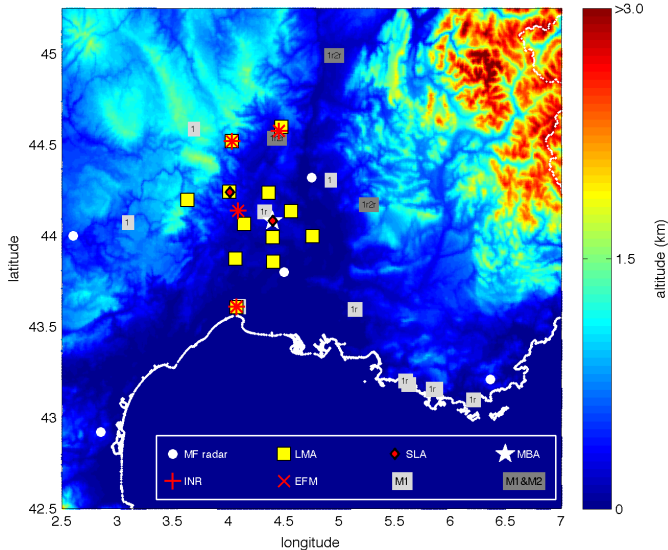 >3.0
45
1r2r
1
1r2r
44.5
1
1r2r
1r
1
44
1r
43.5
1r
1r
1r
43
MF radar LMA SLA MBA
INR EFM M1 M1&M2
42.5
2.5 3 3.5 4 4.5 5 5.5 6 6.5 7
longitude
latitude
1.5
0
altitude (km)